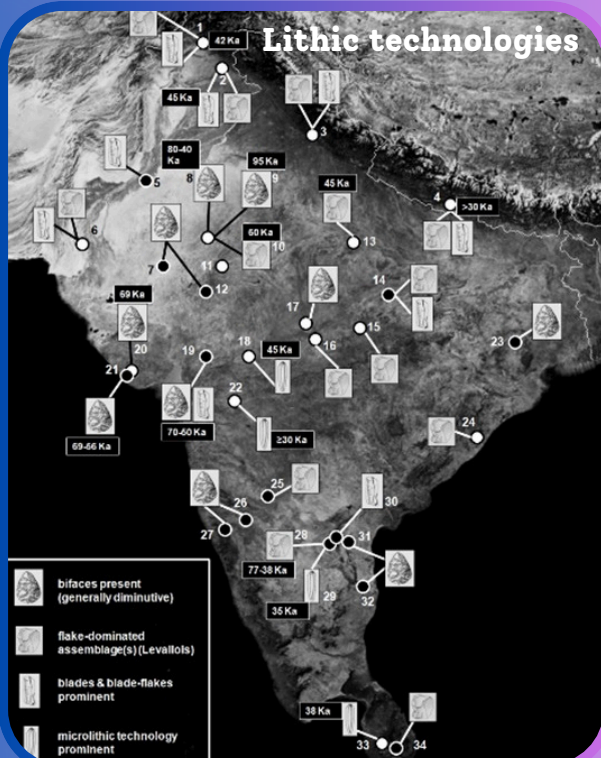 Lithic technologies
1
42 Ka
2
45 Ka
3
80-40
Ka
95 Ka
5
8
9
45 Ka
4
>30 Ka
6
60 Ka
10
13
7
11
12
14
69 Ka
17
15
16
23
20
19
18
45 Ka
21
22
70-50 Ka
≥30 Ka
69-56 Ka
24
25
30
26
27
28
31
77-38 Ka
29
32
35 Ka
bifaces present
(generally diminutive)
flake-dominated
assemblage(s) (Levallois)
blades & blade-flakes
prominent
microlithic technology
prominent
38 Ka
33
34